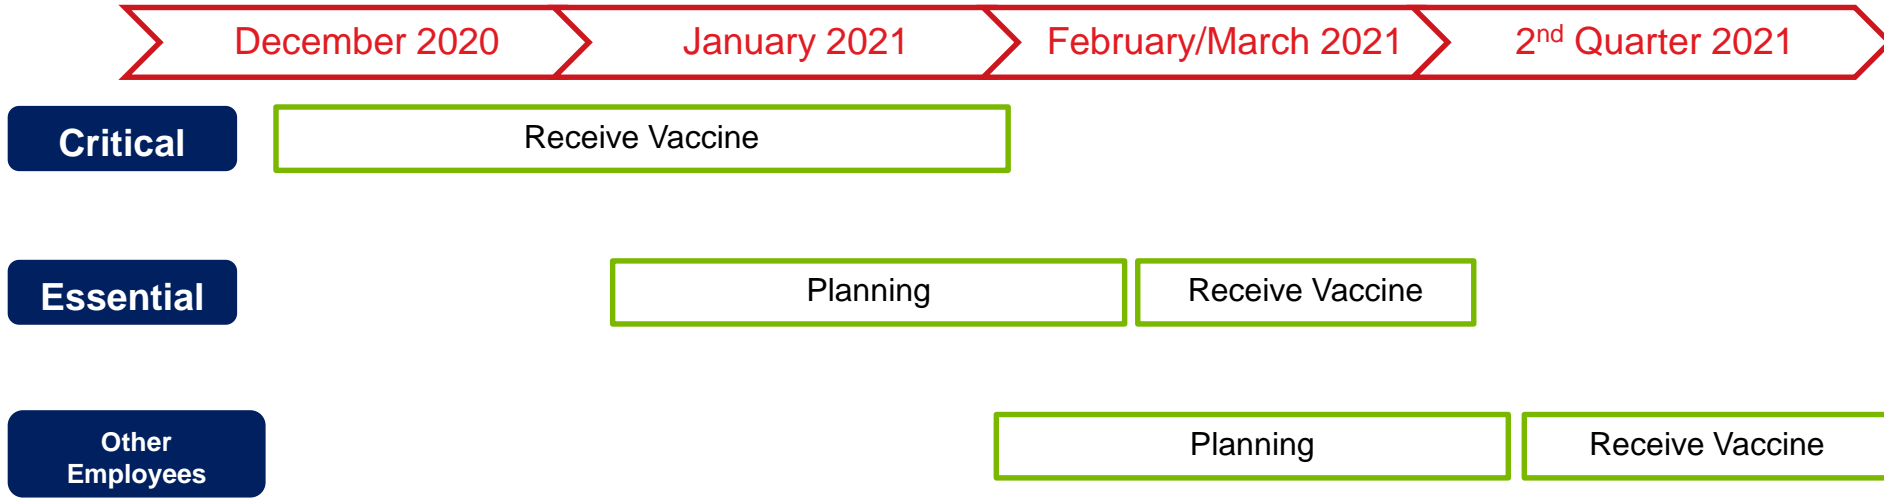 December 2020
January 2021
February/March 2021
2nd Quarter 2021
Critical
Receive Vaccine
Essential
Planning
Receive Vaccine
Other
Employees
Planning
Receive Vaccine